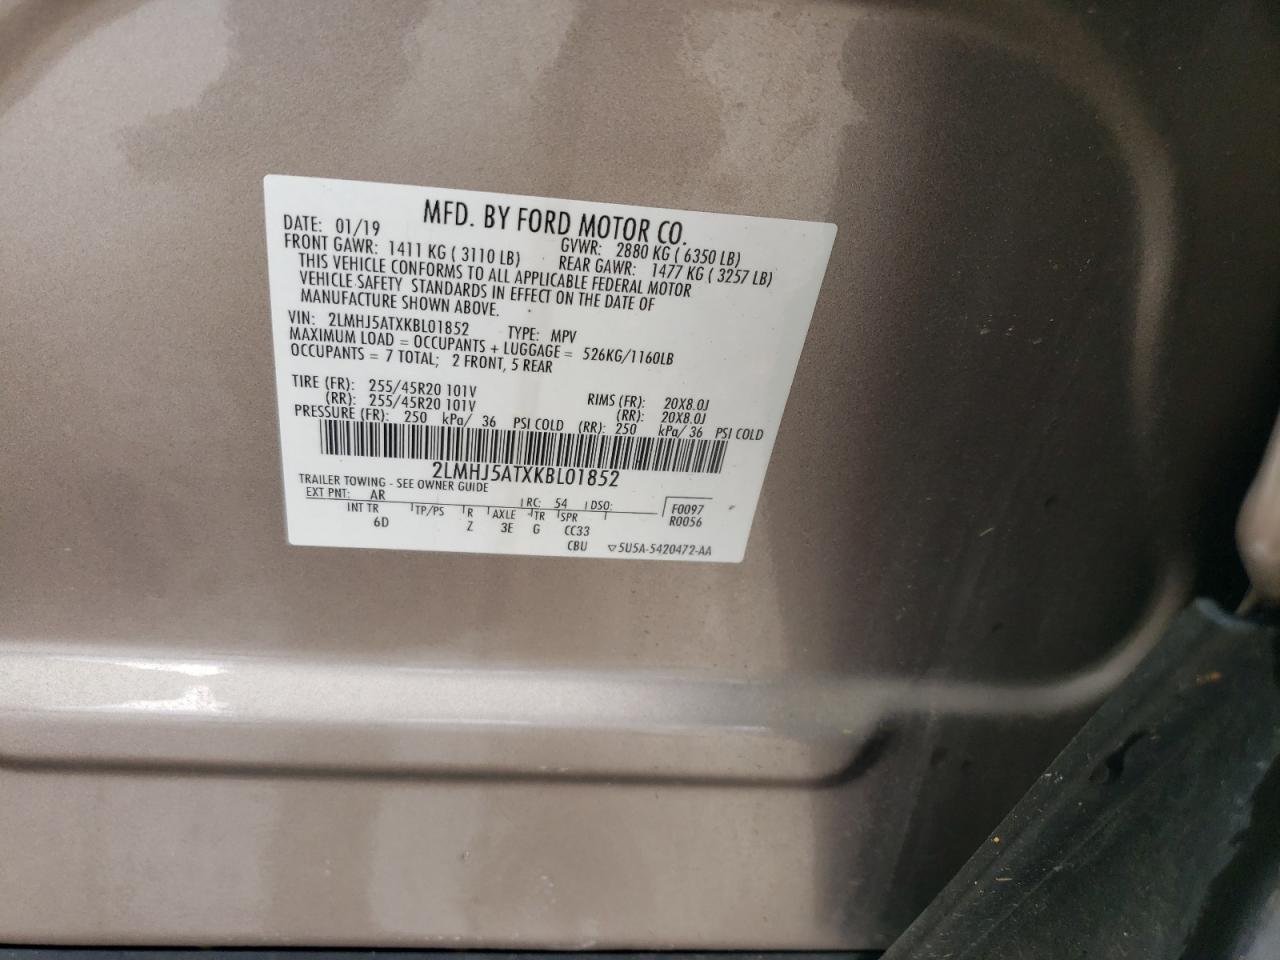 MFD. BY FORD MOTOR CO.
DATE: 01/19 GVWR: 2880 KG ( 6350 LB)
FRONT GAWR: 1411 KG ( 3110 LB) REAR GAWR: 1477 KG ( 3257 LB)
THIS VEHICLE CONFORMS TO ALL APPLICABLE FEDERAL MOTOR
VEHICLE SAFETY STANDARDS IN EFFECT ON THE DATE OF
MANUFACTURE SHOWN ABOVE.
VIN: 2LMHJ5ATXKBL01852 TYPE: MPV
MAXIMUM LOAD = OCCUPANTS + LUGGAGE = 526KG/1160LB
OCCUPANTS = 7 TOTAL; 2 FRONT, 5 REAR
TIRE (FR): 255/45R20 101V RIMS (FR): 20X8.0J
(RR): 255/45R20 101V (RR): 20X8.0J
PRESSURE (FR): 250 kPa/ 36 PSI COLD (RR): 250 kPa/ 36 PSI COLD
2LMHJ5ATXKBL01852
TRAILER TOWING - SEE OWNER GUIDE
EXT PNT: AR RC: 54 DSO: F0097
INT TR TP/PS R AXLE TR SPR R0056
6D Z 3E G CC33
CBU ▽5U5A-5420472-AA